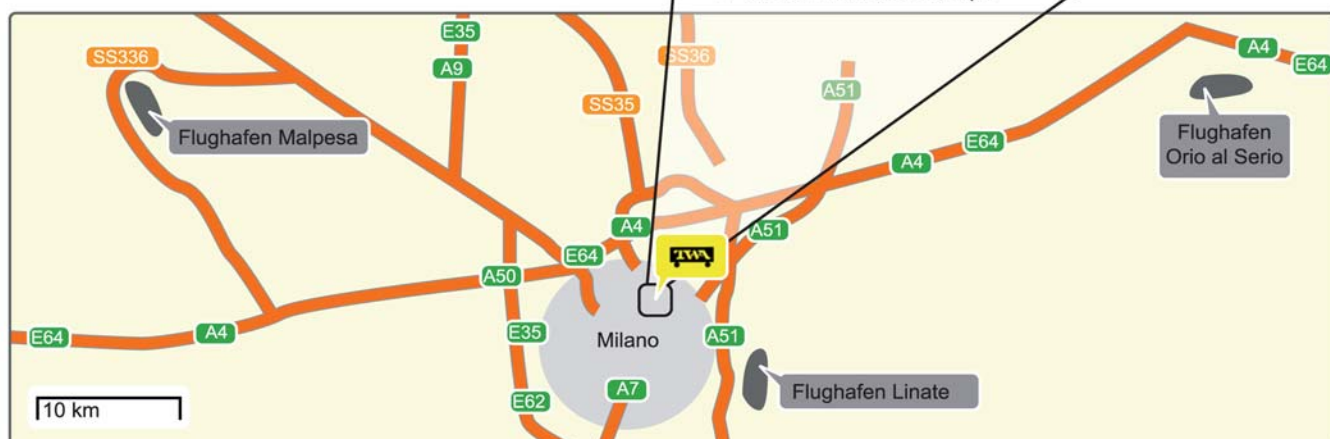 E35
A4
E64
SS336
A9
SS36
A51
SS35
Flughafen Malpesa
Flughafen
Orio al Serio
E64
A4
A4
A51
E64
TWA
A50
E64
A4
E35
Milano
A51
Flughafen Linate
A7
10 km
E62